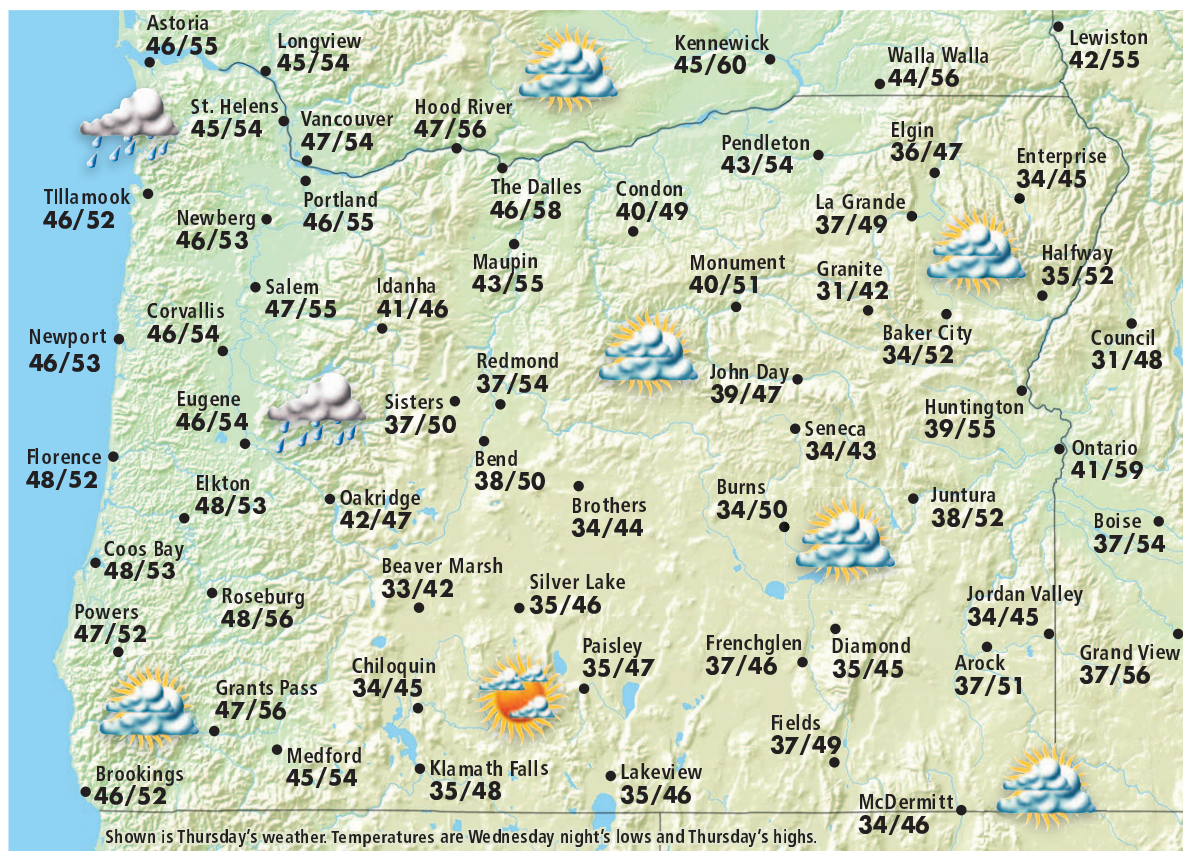 Astoria
46/55
Longview
45/54
Kennewick
45/60
Walla Walla
44/56
Lewiston
42/55
St. Helens
45/54
Vancouver
47/54
Hood River
47/56
Pendleton
43/54
Elgin
36/47
Enterprise
34/45
TIllamook
46/52
Portland
46/55
Newberg
46/53
The Dalles
46/58
Condon
40/49
La Grande
37/49
Maupin
43/55
Monument
40/51
Granite
31/42
Halfway
35/52
Salem
47/55
Idanha
41/46
Corvallis
46/54
Newport
46/53
Baker City
34/52
Council
31/48
Redmond
37/54
John Day
39/47
Eugene
46/54
Sisters
37/50
Huntington
39/55
Seneca
34/43
Florence
48/52
Bend
38/50
Ontario
41/59
Elkton
48/53
Oakridge
42/47
Brothers
34/44
Burns
34/50
Juntura
38/52
Boise
37/54
Coos Bay
48/53
Beaver Marsh
33/42
Silver Lake
35/46
Roseburg
48/56
Jordan Valley
34/45
Powers
47/52
Paisley
35/47
Frenchglen
37/46
Diamond
35/45
Arock
37/51
Grand View
37/56
Chiloquin
34/45
Grants Pass
47/56
Fields
37/49
Medford
45/54
Klamath Falls
35/48
Lakeview
35/46
Brookings
46/52
McDermitt
34/46
Shown is Thursday's weather. Temperatures are Wednesday night's lows and Thursday's highs.